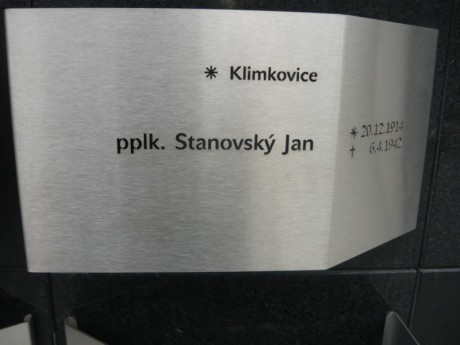 * Klimkovice
pplk. Stanovský Jan
* 20.12.1914
† 6.4.1942